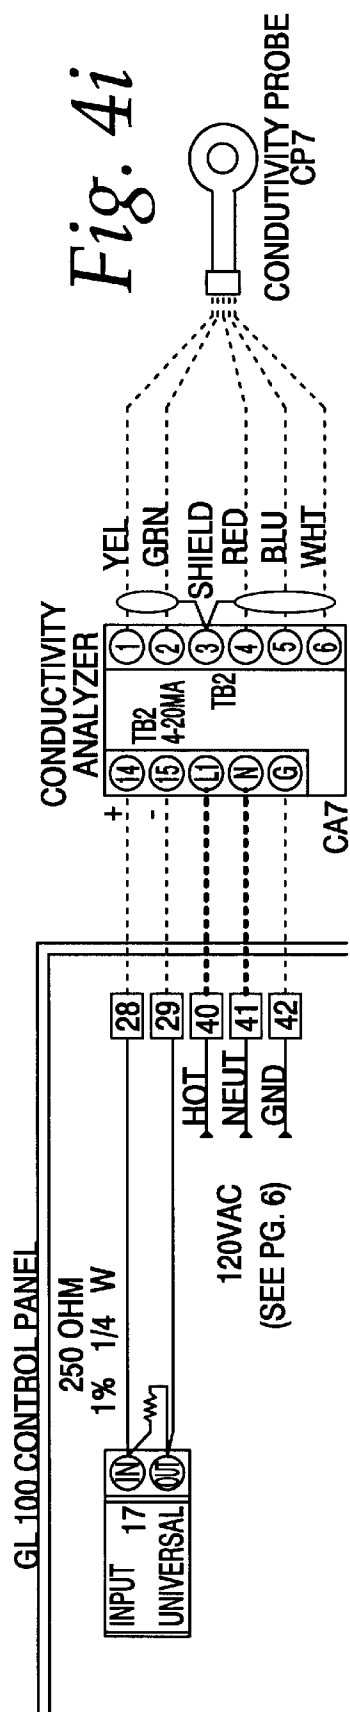 Fig. 4i
GL 100 CONTROL PANEL
INPUT 17
UNIVERSAL
IN
OUT
250 OHM
1% 1/4 W
28
29
40
41
42
HOT
NEUT
GND
120VAC
(SEE PG. 6)
CONDUCTIVITY
ANALYZER
+
-
14
15
L1
N
G
TB2
4-20MA
TB2
1
2
3
4
5
6
CA7
YEL
GRN
SHIELD
RED
BLU
WHT
CONDUTIVITY PROBE
CP7